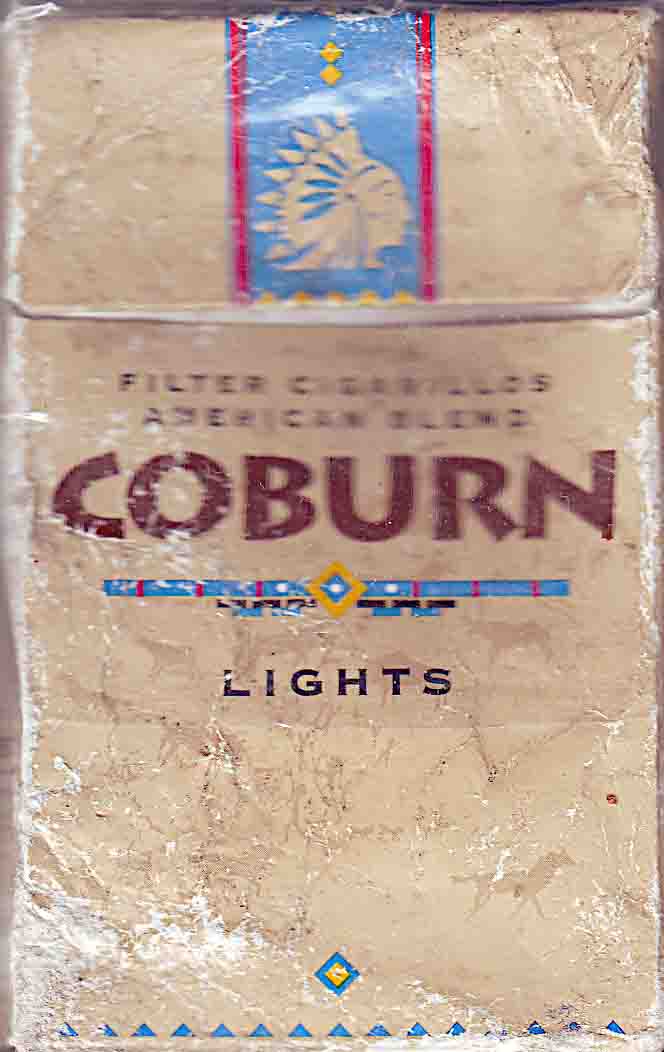 FILTER CIGARILLOS
AMERICAN BLEND
COBURN
LIGHTS